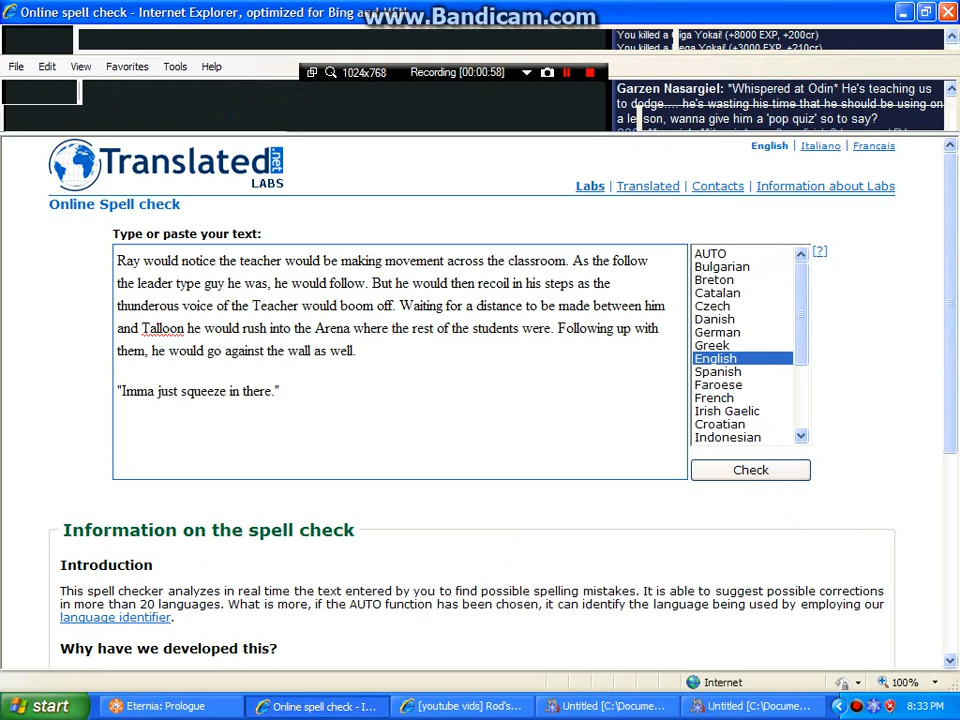 Online spell check - Internet Explorer, optimized for Bing and MSN
www.Bandicam.com
You killed a Giga Yokai! (+8000 EXP, +200cr)
You killed a Mega Yokai! (+3000 EXP, +210cr)
File Edit View Favorites Tools Help
1024x768 Recording [00:00:58]
Garzen Nasargiel: *Whispered at Odin* He's teaching us
to dodge.... he's wasting his time that he should be using on
a lesson, wanna give him a 'pop quiz' so to say?
Translated.net
LABS
English | Italiano | Francais
Labs | Translated | Contacts | Information about Labs
Online Spell check
Type or paste your text:
Ray would notice the teacher would be making movement across the classroom. As the follow
the leader type guy he was, he would follow. But he would then recoil in his steps as the
thunderous voice of the Teacher would boom off. Waiting for a distance to be made between him
and Talloon he would rush into the Arena where the rest of the students were. Following up with
them, he would go against the wall as well.
"Imma just squeeze in there."
AUTO
Bulgarian
Breton
Catalan
Czech
Danish
German
Greek
English
Spanish
Faroese
French
Irish Gaelic
Croatian
Indonesian
[?]
Check
Information on the spell check
Introduction
This spell checker analyzes in real time the text entered by you to find possible spelling mistakes. It is able to suggest possible corrections
in more than 20 languages. What is more, if the AUTO function has been chosen, it can identify the language being used by employing our
language identifier.
Why have we developed this?
Internet
100%
start
Eternia: Prologue
Online spell check - I...
[youtube vids] Rod's...
Untitled [C:\Docume...
Untitled [C:\Docume...
8:33 PM